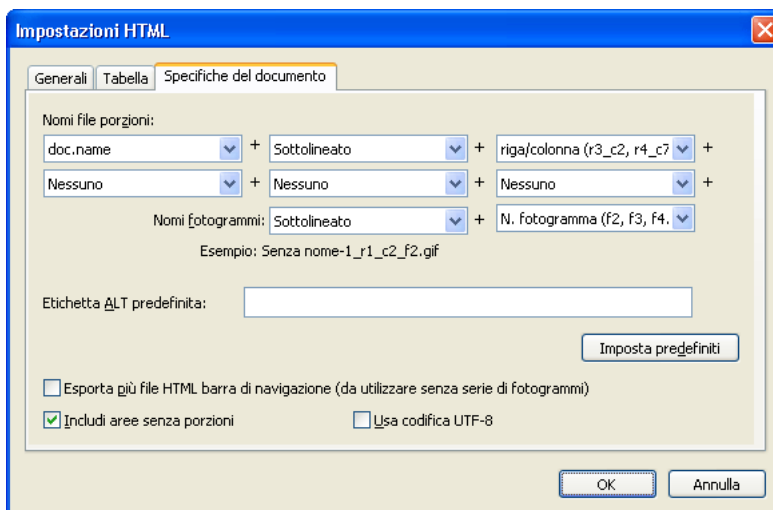 Impostazioni HTML
Generali Tabella Specifiche del documento
Nomi file porzioni:
doc.name + Sottolineato + riga/colonna (r3_c2, r4_c7 +
Nessuno + Nessuno + Nessuno +
Nomi fotogrammi: Sottolineato + N. fotogramma (f2, f3, f4.
Esempio: Senza nome-1_r1_c2_f2.gif
Etichetta ALT predefinita:
Imposta predefiniti
Esporta più file HTML barra di navigazione (da utilizzare senza serie di fotogrammi)
Includi aree senza porzioni Usa codifica UTF-8
OK Annulla